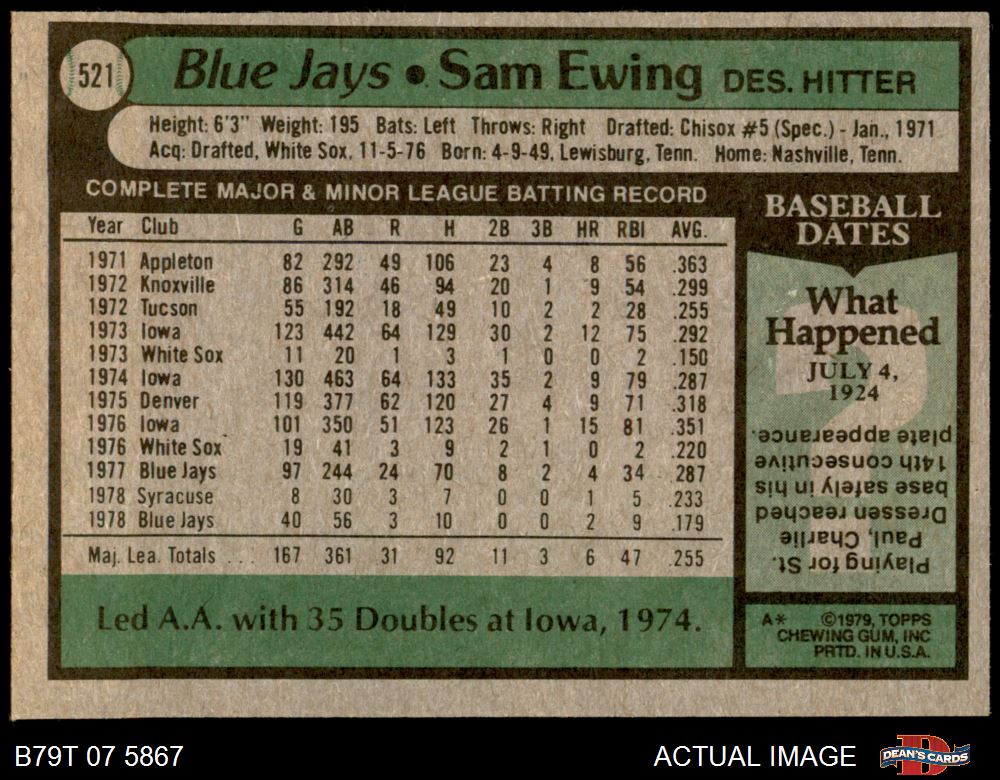 521 Blue Jays • Sam Ewing DES. HITTER
Height: 6'3" Weight: 195 Bats: Left Throws: Right Drafted: Chisox #5 (Spec.) - Jan., 1971
Acq: Drafted, White Sox, 11-5-76 Born: 4-9-49, Lewisburg, Tenn. Home: Nashville, Tenn.
COMPLETE MAJOR & MINOR LEAGUE BATTING RECORD
Year Club G AB R H 2B 3B HR RBI AVG.
1971 Appleton 82 292 49 106 23 4 8 56 .363
1972 Knoxville 86 314 46 94 20 1 9 54 .299
1972 Tucson 55 192 18 49 10 2 2 28 .255
1973 Iowa 123 442 64 129 30 2 12 75 .292
1973 White Sox 11 20 1 3 1 0 0 2 .150
1974 Iowa 130 463 64 133 35 2 9 79 .287
1975 Denver 119 377 62 120 27 4 9 71 .318
1976 Iowa 101 350 51 123 26 1 15 81 .351
1976 White Sox 19 41 3 9 2 1 0 2 .220
1977 Blue Jays 97 244 24 70 8 2 4 34 .287
1978 Syracuse 8 30 3 7 0 0 1 5 .233
1978 Blue Jays 40 56 3 10 0 0 2 9 .179
Maj. Lea. Totals ... 167 361 31 92 11 3 6 47 .255
Led A.A. with 35 Doubles at Iowa, 1974.
BASEBALL
DATES
What
Happened
JULY 4,
1924
Playing for St.
Paul, Charlie
Dressen reached
base safely in his
14th consecutive
plate appearance.
A* ©1979, TOPPS
CHEWING GUM, INC
PRTD. IN U.S.A.
B79T 07 5867
ACTUAL IMAGE
D
DEAN'S CARDS